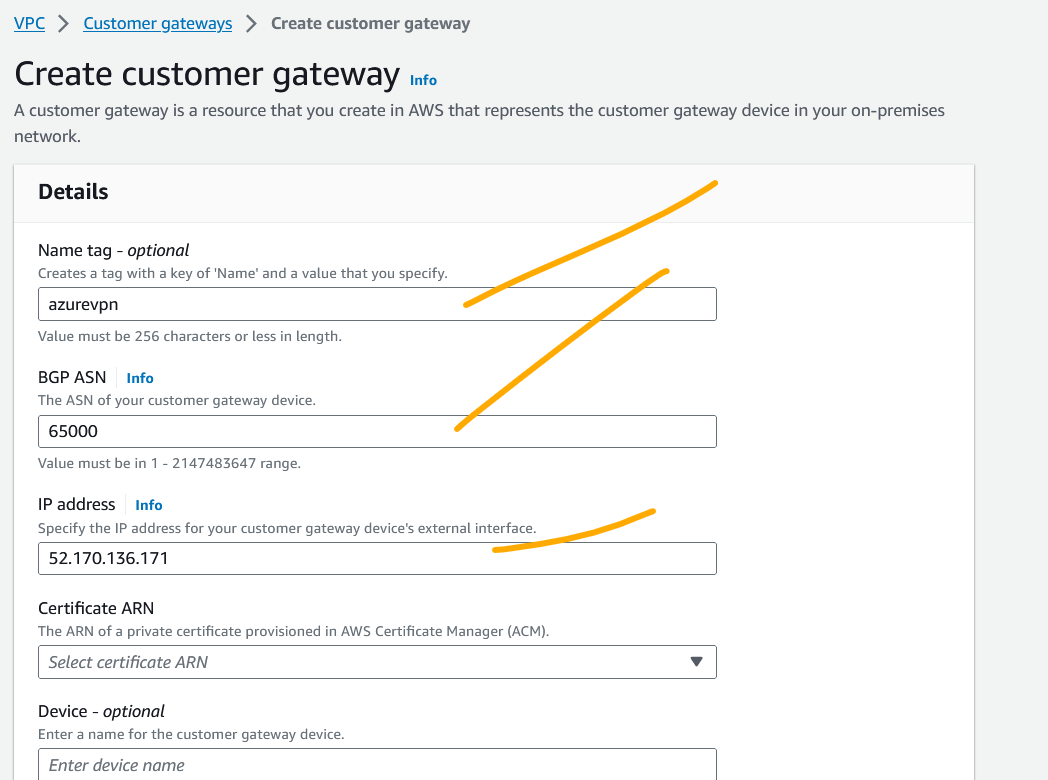 VPC > Customer gateways > Create customer gateway
Create customer gateway Info
A customer gateway is a resource that you create in AWS that represents the customer gateway device in your on-premises
network.
Details
Name tag - optional
Creates a tag with a key of 'Name' and a value that you specify.
azurevpn
Value must be 256 characters or less in length.
BGP ASN Info
The ASN of your customer gateway device.
65000
Value must be in 1 - 2147483647 range.
IP address Info
Specify the IP address for your customer gateway device's external interface.
52.170.136.171
Certificate ARN
The ARN of a private certificate provisioned in AWS Certificate Manager (ACM).
Select certificate ARN
Device - optional
Enter a name for the customer gateway device.
Enter device name